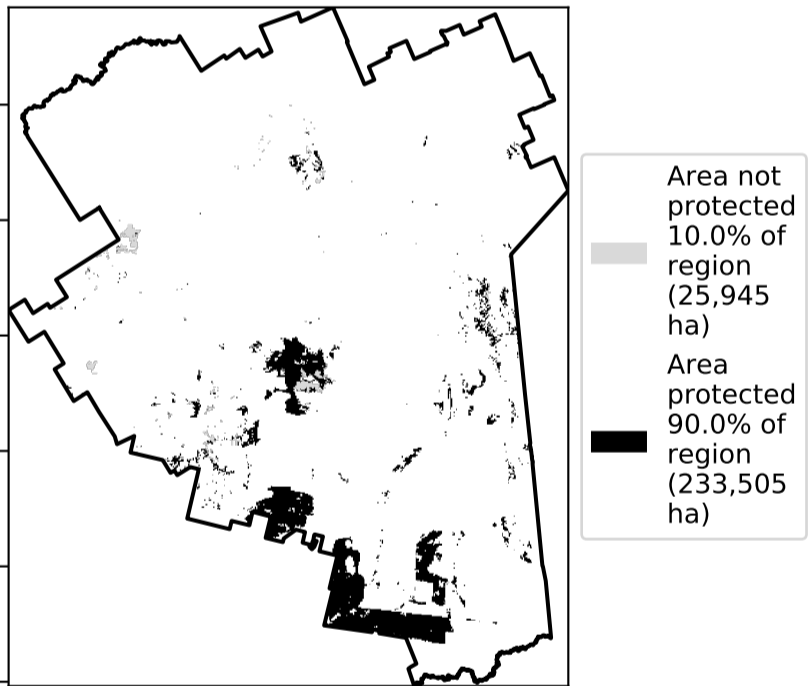 Area not
protected
10.0% of
region
(25,945
ha)
Area
protected
90.0% of
region
(233,505
ha)